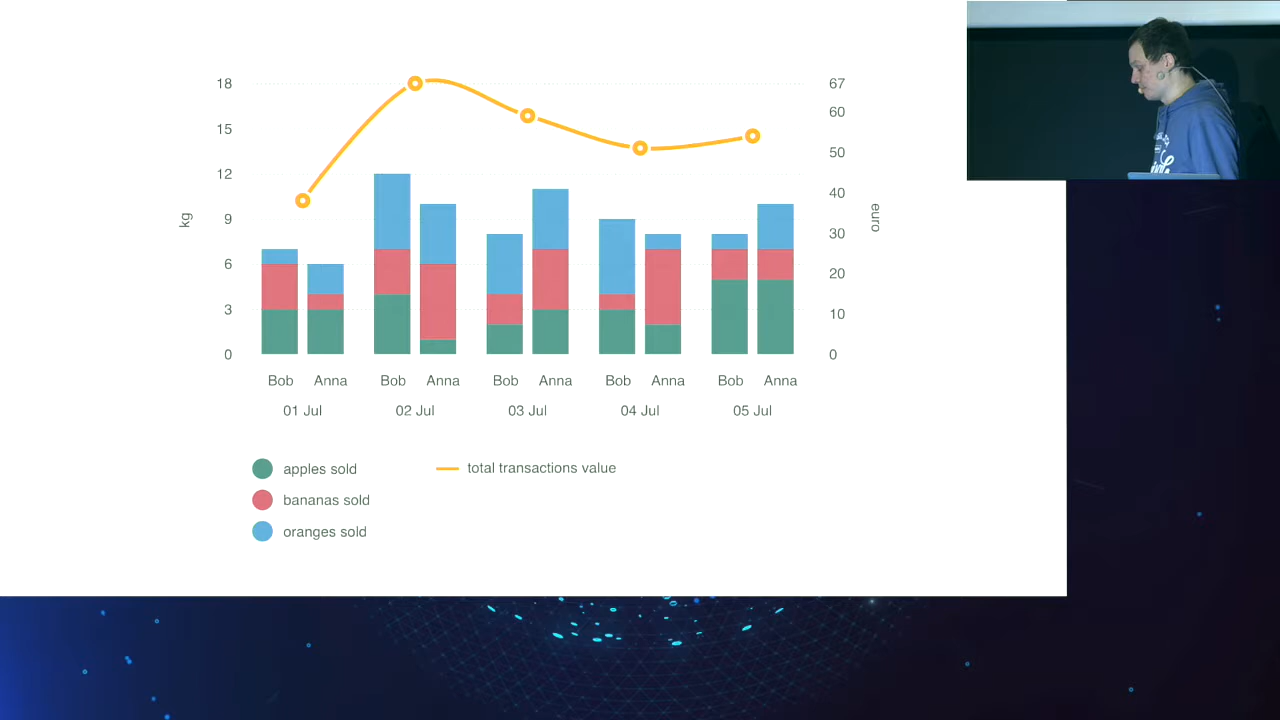 18
15
12
9
6
3
0
kg
67
60
50
40
30
20
10
0
euro
Bob Anna Bob Anna Bob Anna Bob Anna Bob Anna
01 Jul 02 Jul 03 Jul 04 Jul 05 Jul
apples sold
total transactions value
bananas sold
oranges sold